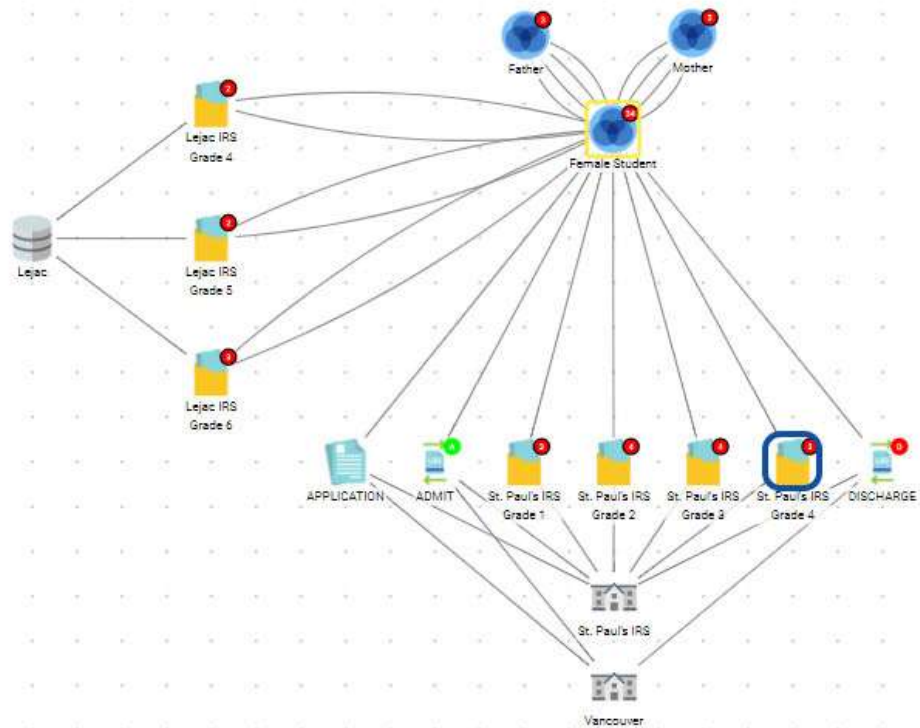 Father
Mother
Female Student
Lejac IRS
Grade 4
Lejac
Lejac IRS
Grade 5
Lejac IRS
Grade 6
APPLICATION
ADMIT
St. Paul's IRS
Grade 1
St. Paul's IRS
Grade 2
St. Paul's IRS
Grade 3
St. Paul's IRS
Grade 4
DISCHARGE
St. Paul's IRS
Vancouver